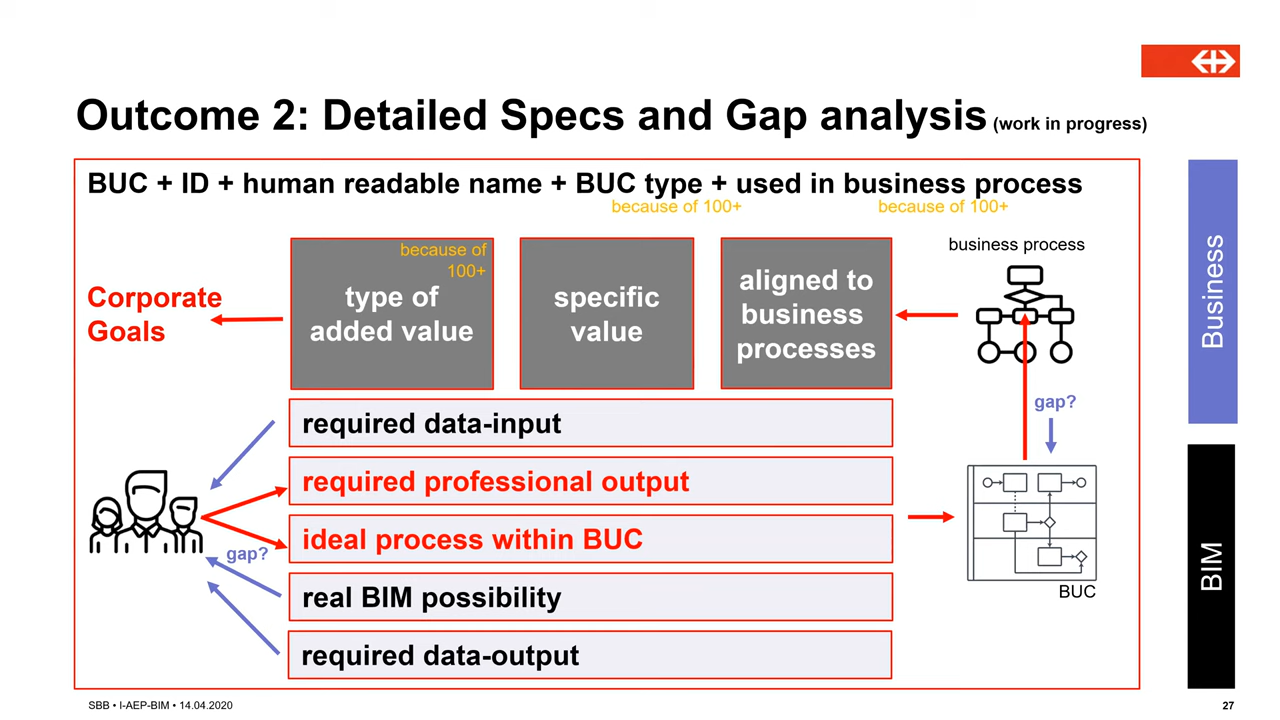 Outcome 2: Detailed Specs and Gap analysis (work in progress)
BUC + ID + human readable name + BUC type + used in business process
because of 100+
because of 100+
Corporate
Goals
because of
100+
type of
added value
specific
value
aligned to
business
processes
business process
gap?
required data-input
required professional output
ideal process within BUC
real BIM possibility
required data-output
gap?
BUC
Business
BIM
SBB • I-AEP-BIM • 14.04.2020
27